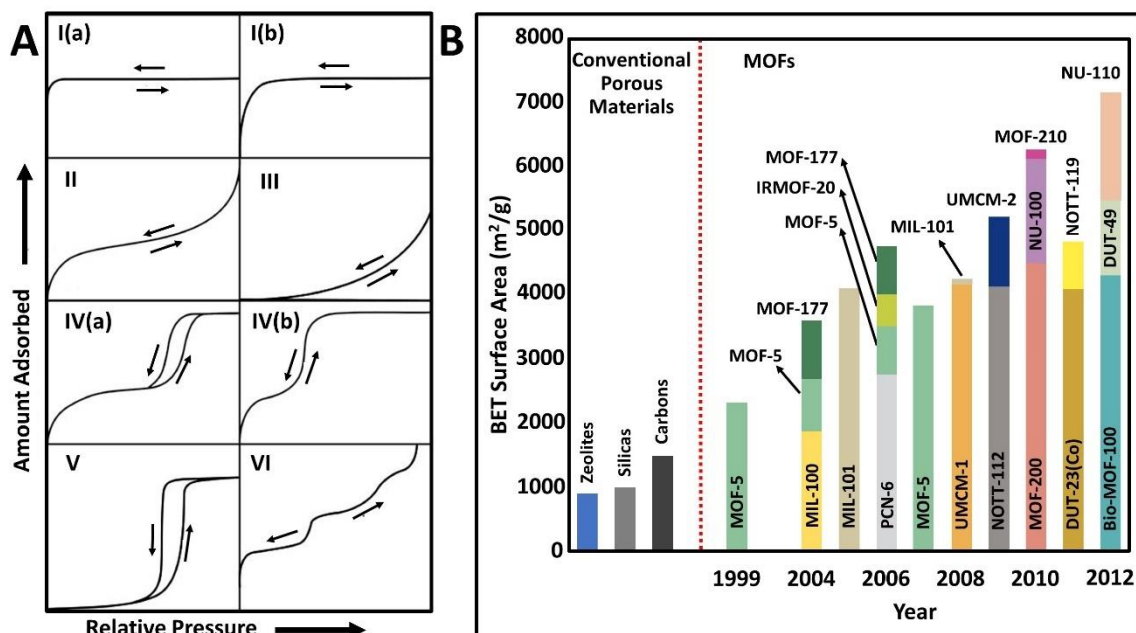 A
I(a)
I(b)
II
III
IV(a)
IV(b)
V
VI
Amount Adsorbed
Relative Pressure
B
8000
7000
6000
5000
4000
3000
2000
1000
0
BET Surface Area (m²/g)
Conventional
Porous
Materials
MOFs
Zeolites
Silicas
Carbons
MOF-5
MOF-177
MOF-5
MIL-100
MIL-101
MOF-177
IRMOF-20
MOF-5
PCN-6
MOF-5
MIL-101
UMCM-1
UMCM-2
NOTT-112
MOF-210
NU-100
MOF-200
NOTT-119
DUT-23(Co)
NU-110
DUT-49
Bio-MOF-100
1999
2004
2006
2008
2010
2012
Year